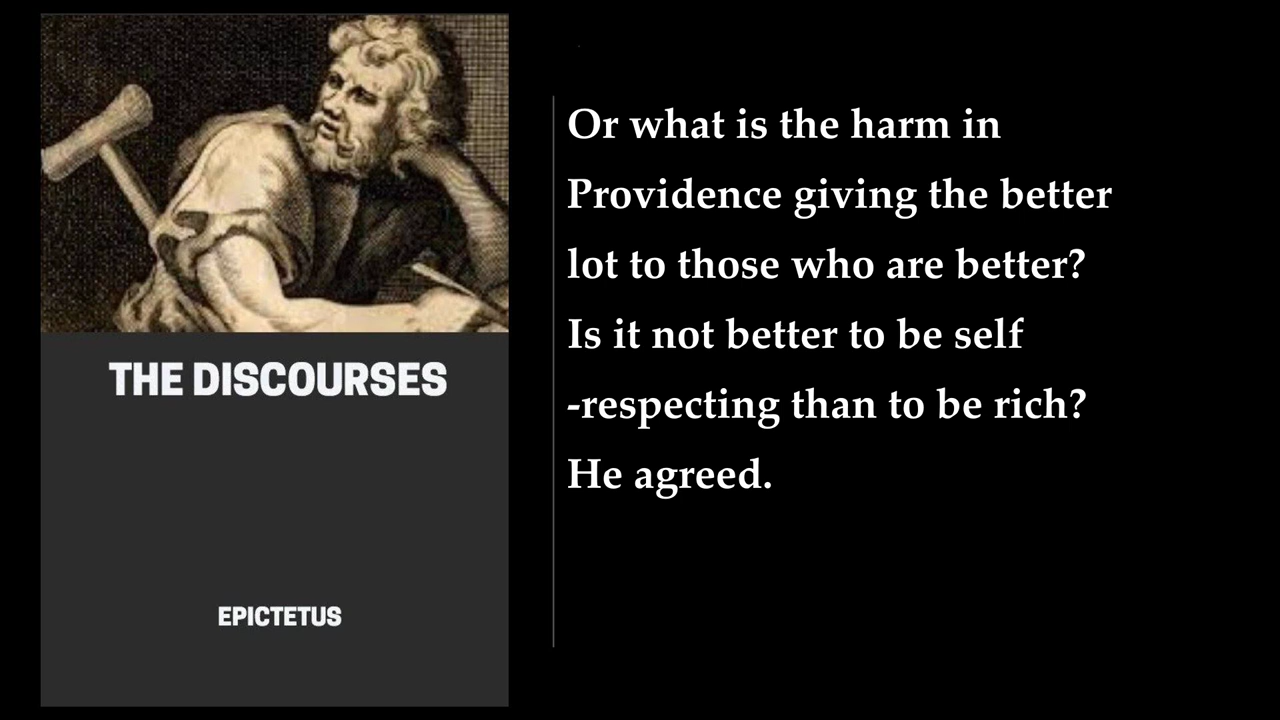 THE DISCOURSES
EPICTETUS
Or what is the harm in
Providence giving the better
lot to those who are better?
Is it not better to be self
-respecting than to be rich?
He agreed.